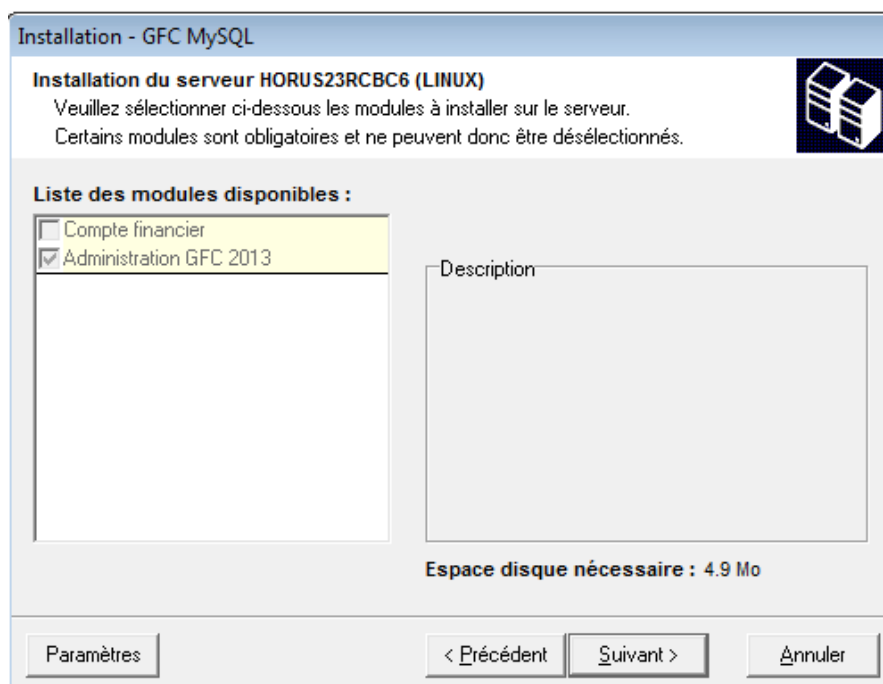 Installation - GFC MySQL
Installation du serveur HORUS23RCBC6 (LINUX)
Veuillez sélectionner ci-dessous les modules à installer sur le serveur.
Certains modules sont obligatoires et ne peuvent donc être désélectionnés.
Liste des modules disponibles :
Compte financier
Administration GFC 2013
Description
Espace disque nécessaire : 4.9 Mo
Paramètres
< Précédent
Suivant >
Annuler